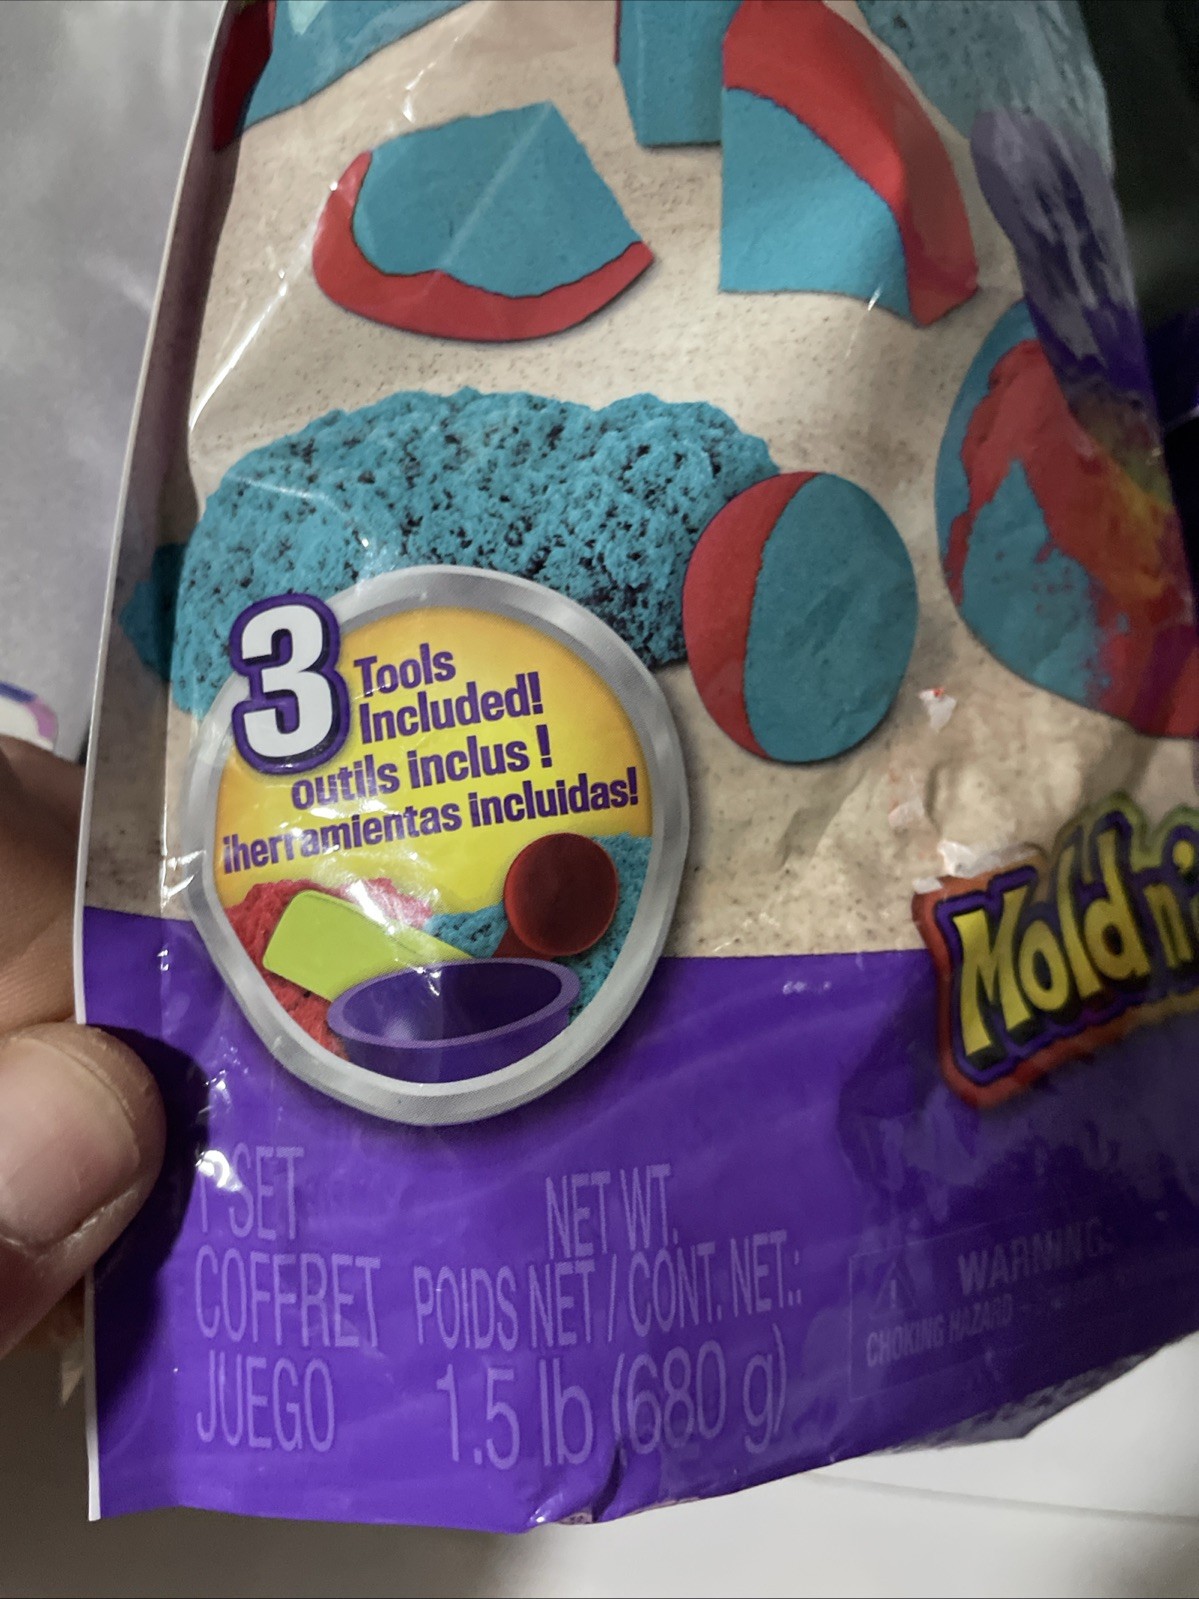 3 Tools
Included!
outils inclus !
¡herramientas incluidas!
Mold n'
1 SET
COFFRET
JUEGO
NET WT.
POIDS NET / CONT. NET.:
1.5 lb (680 g)
WARNING:
CHOKING HAZARD